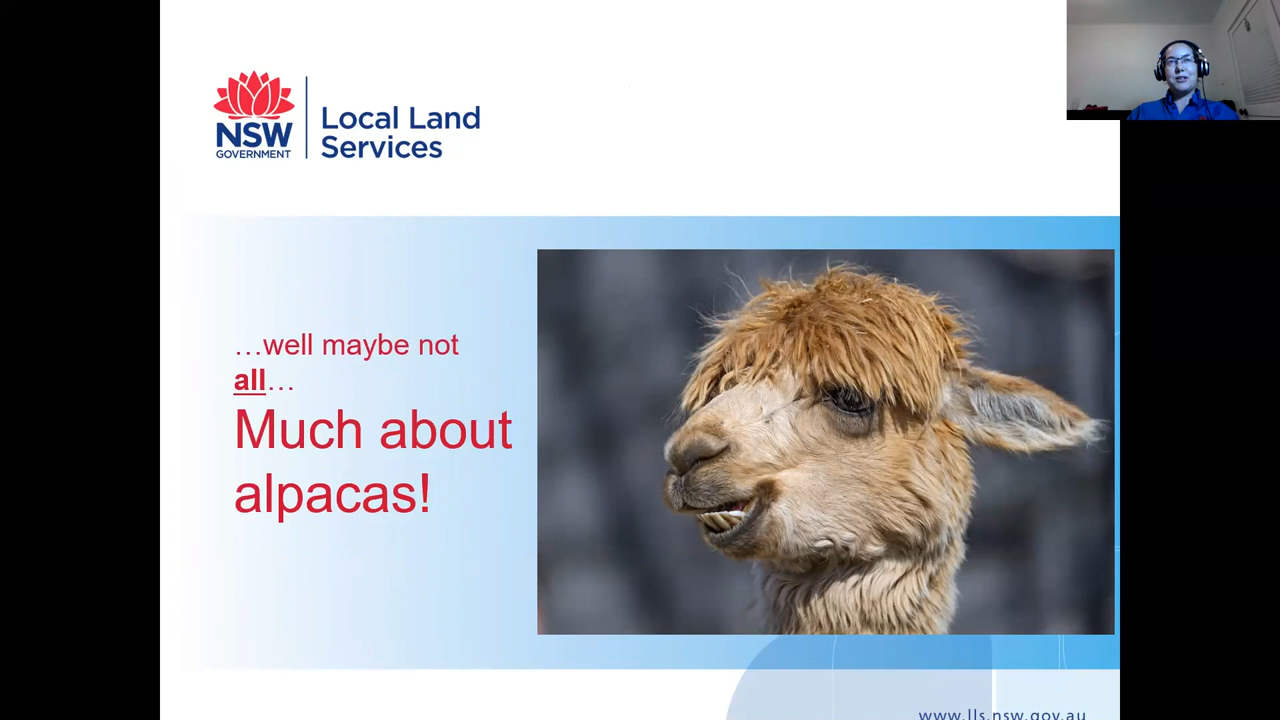 NSW
GOVERNMENT
Local Land
Services
…well maybe not
all…
Much about
alpacas!
www.lls.nsw.gov.au